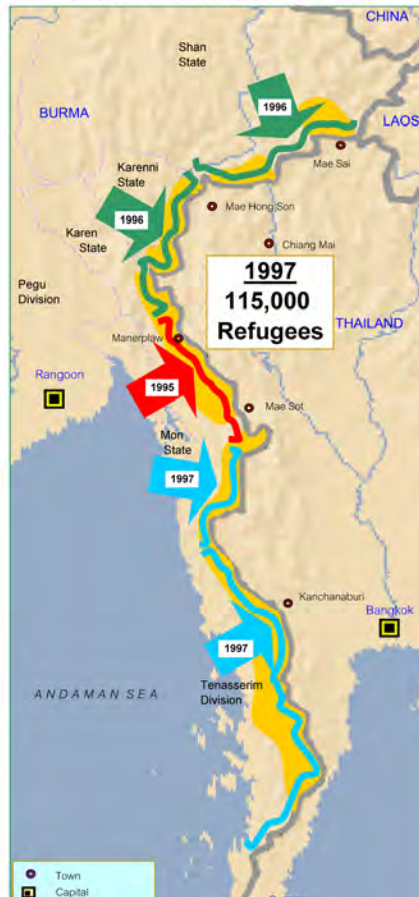 CHINA
Shan
State
1996
BURMA
LAOS
Mae Sai
Karenni
State
1996
Mae Hong Son
Karen
State
Chiang Mai
1997
115,000
Refugees
Pegu
Division
THAILAND
Manerplaw
Rangoon
1995
Mae Sot
Mon
State
1997
Kanchanaburi
Bangkok
1997
Tenasserim
Division
ANDAMAN SEA
Town
Capital